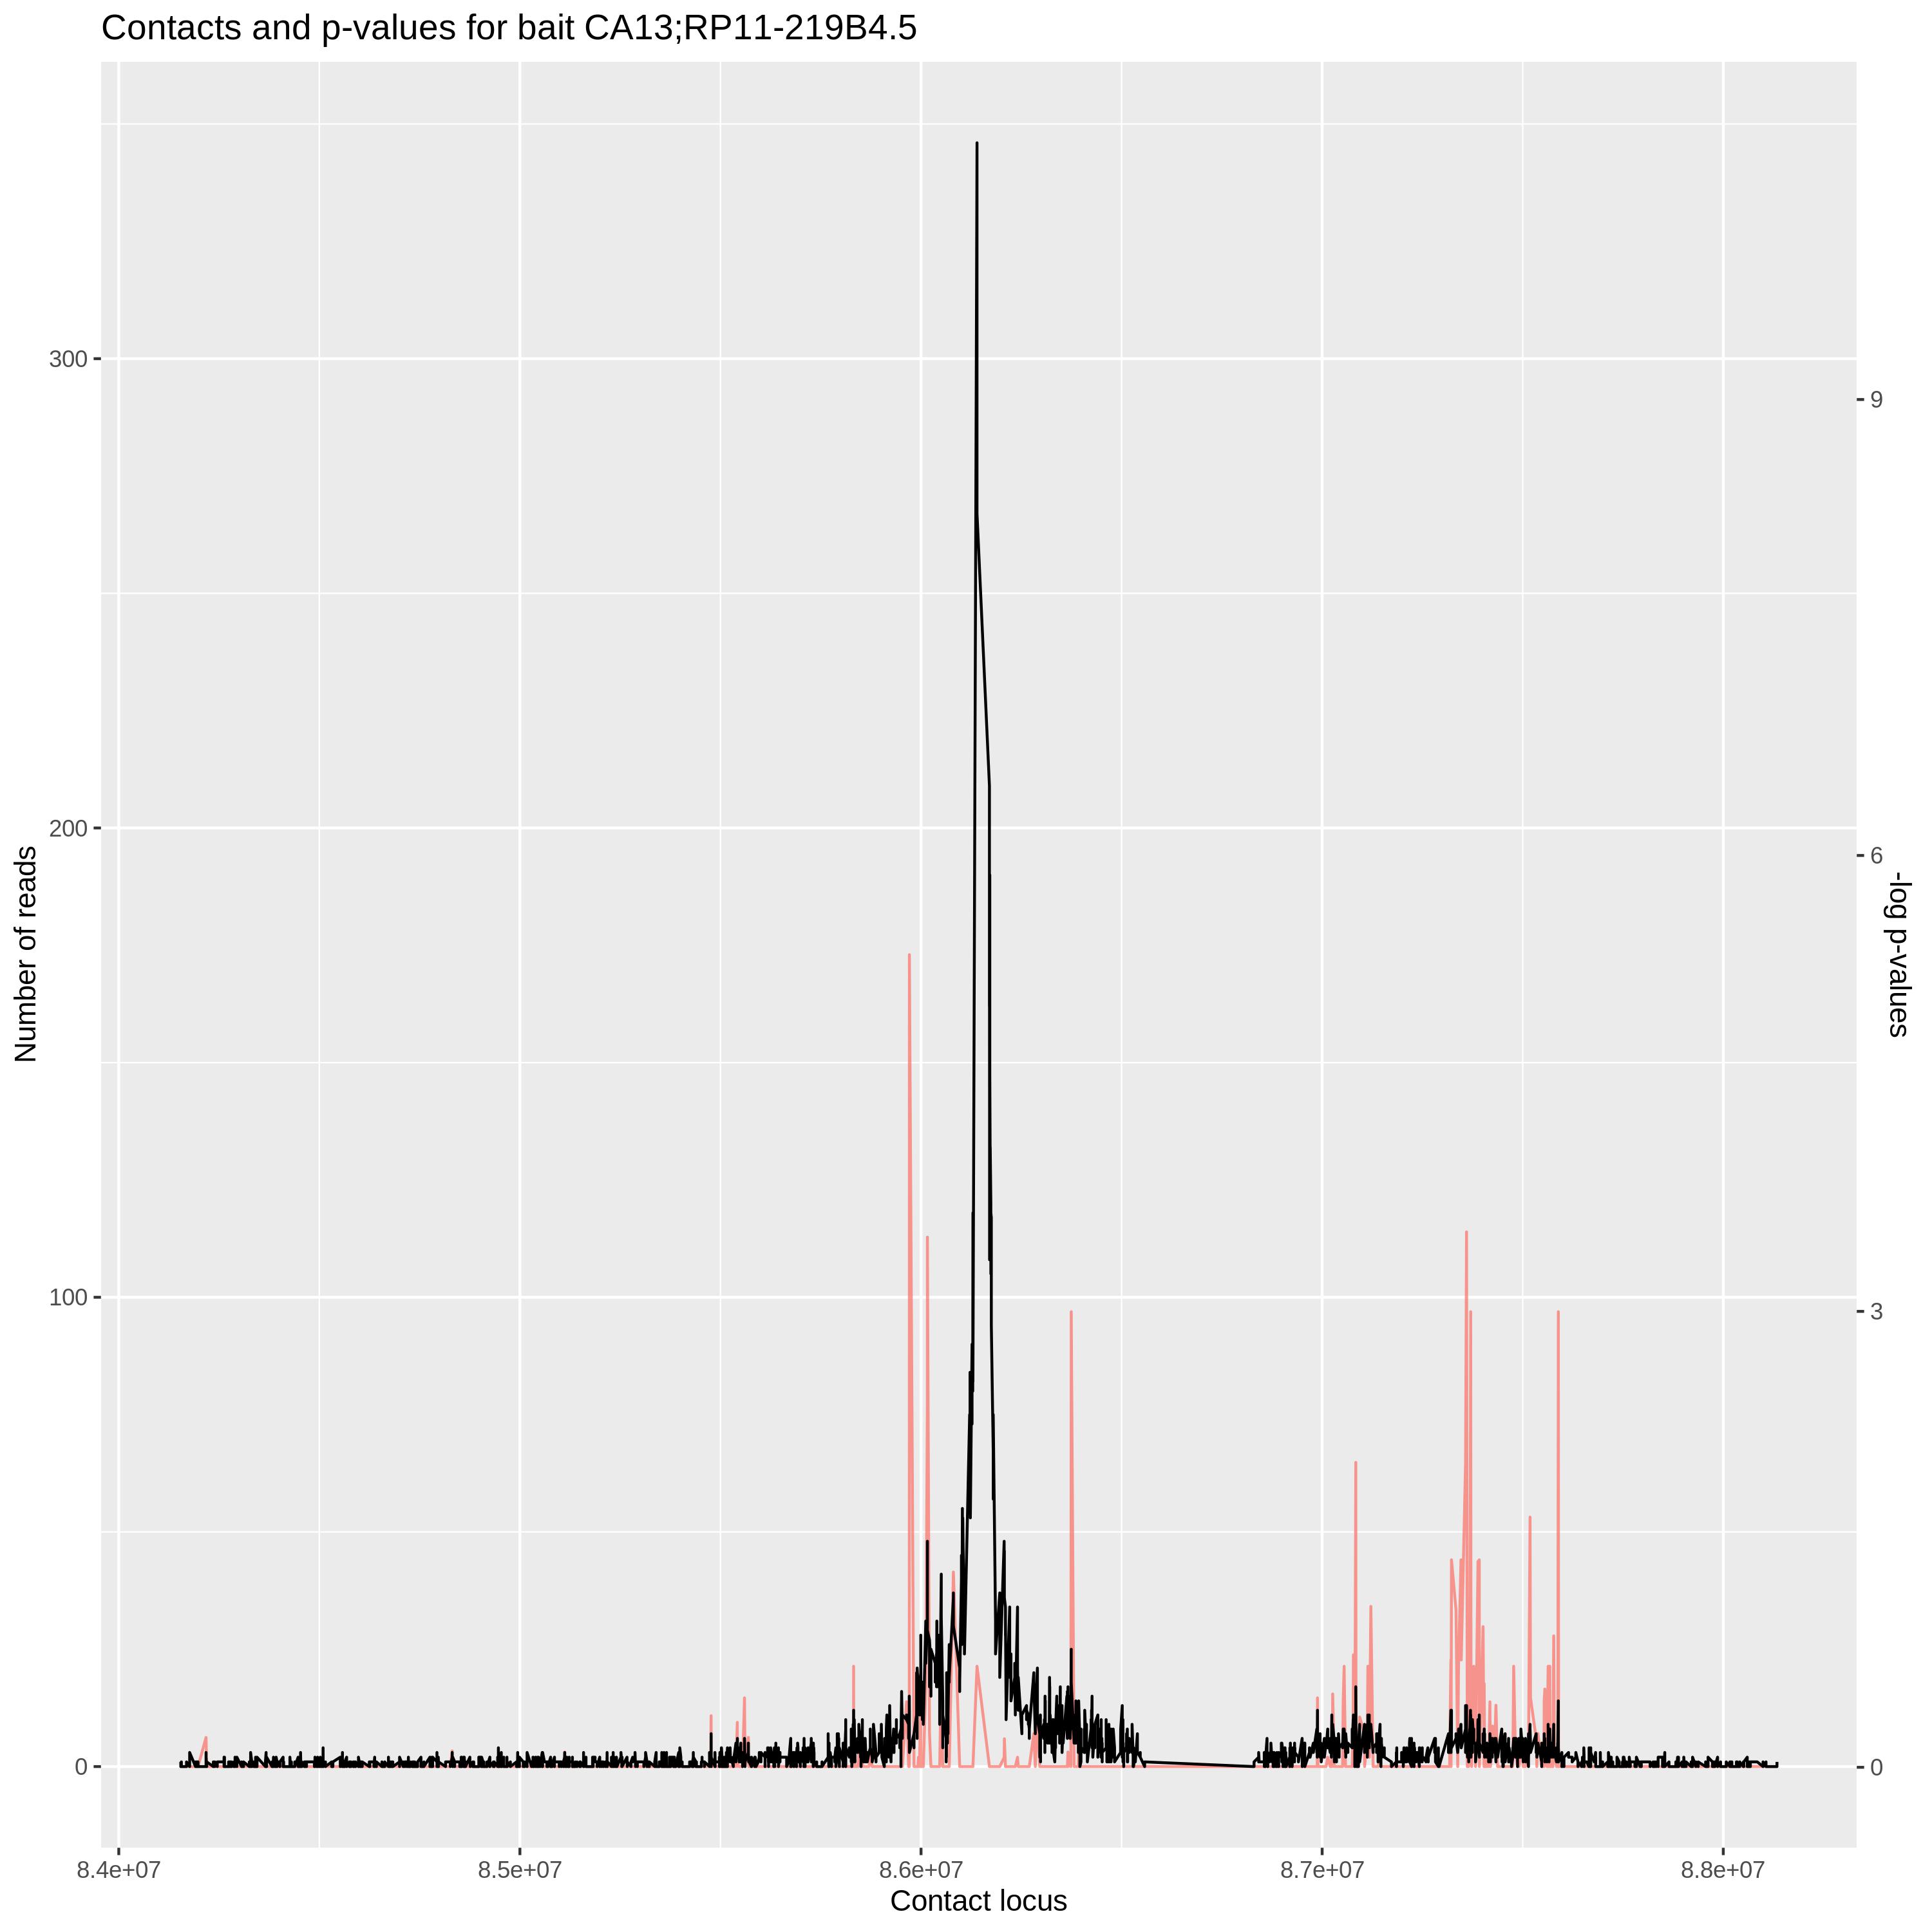 Contacts and p-values for bait CA13;RP11-219B4.5
Number of reads
300
200
100
0
9
6
3
0
-log p-values
8.4e+07
8.5e+07
8.6e+07
8.7e+07
8.8e+07
Contact locus